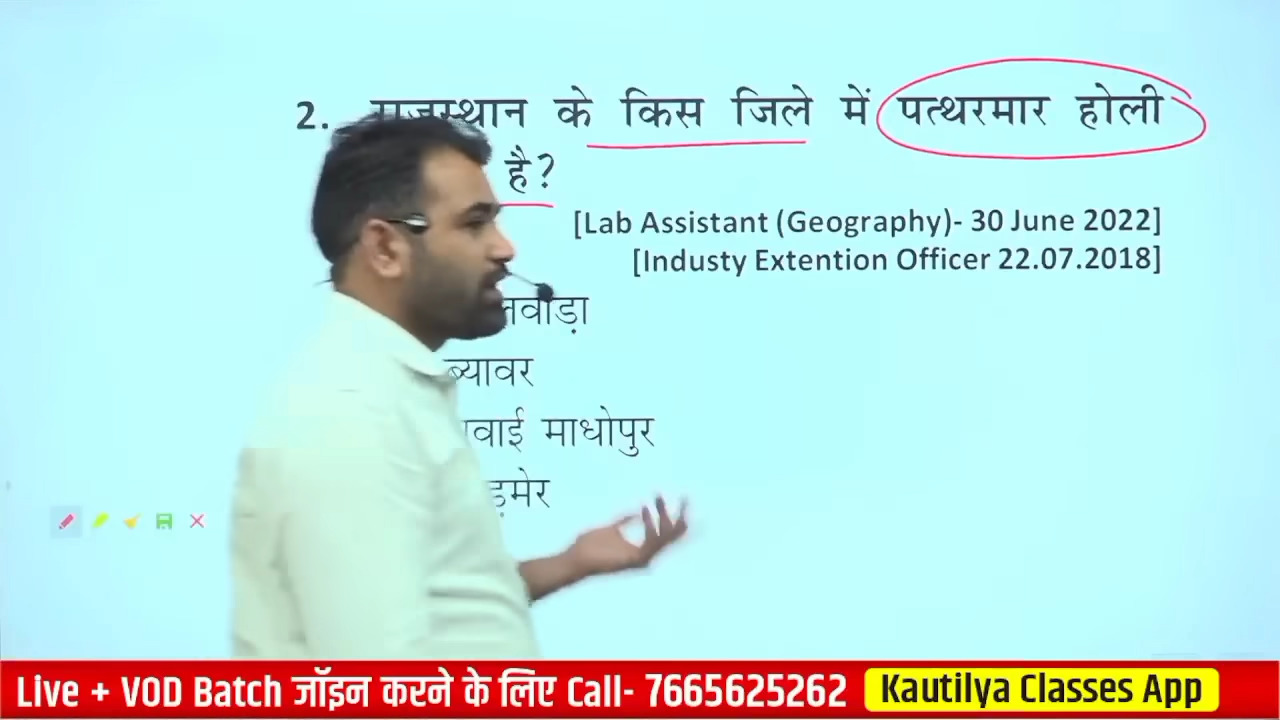 2. राजस्थान के किस जिले में पत्थरमार होली
है?
[Lab Assistant (Geography)- 30 June 2022]
[Industy Extention Officer 22.07.2018]
ब्यावर
माधोपुर
Live + VOD Batch जॉइन करने के लिए Call- 7665625262 Kautilya Classes App